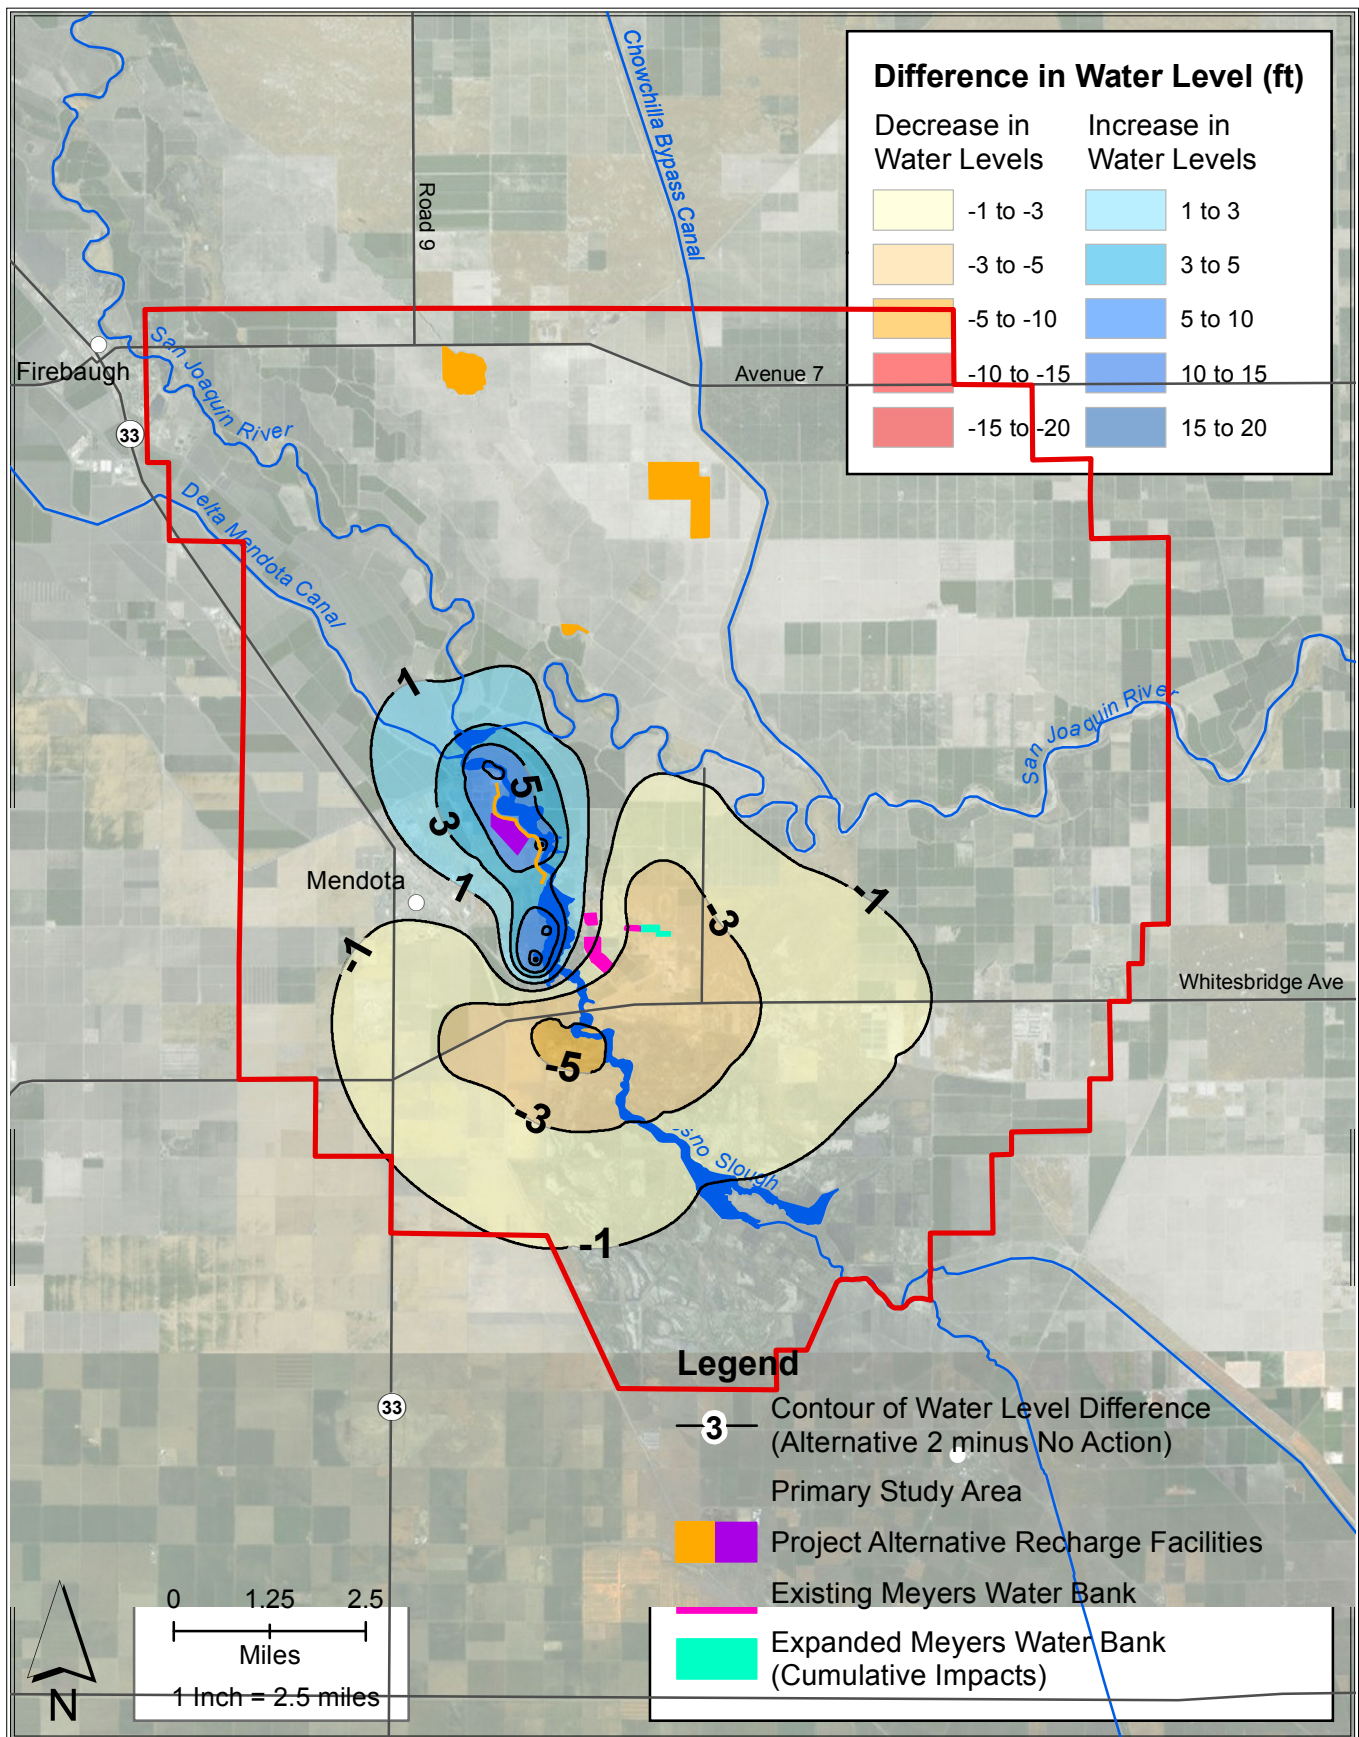 Difference in Water Level (ft)
Decrease in
Water Levels
Increase in
Water Levels
-1 to -3
1 to 3
-3 to -5
3 to 5
-5 to -10
5 to 10
-10 to -15
10 to 15
-15 to -20
15 to 20
Chowchilla Bypass Canal
Road 9
Firebaugh
San Joaquin River
Avenue 7
33
Delta Mendota Canal
San Joaquin River
1
5
3
1
Mendota
-1
-3
-1
Whitesbridge Ave
-5
-3
sno Slough
-1
33
Legend
3
Contour of Water Level Difference
(Alternative 2 minus No Action)
Primary Study Area
Project Alternative Recharge Facilities
Existing Meyers Water Bank
Expanded Meyers Water Bank
(Cumulative Impacts)
0 1.25 2.5
Miles
1 Inch = 2.5 miles
N